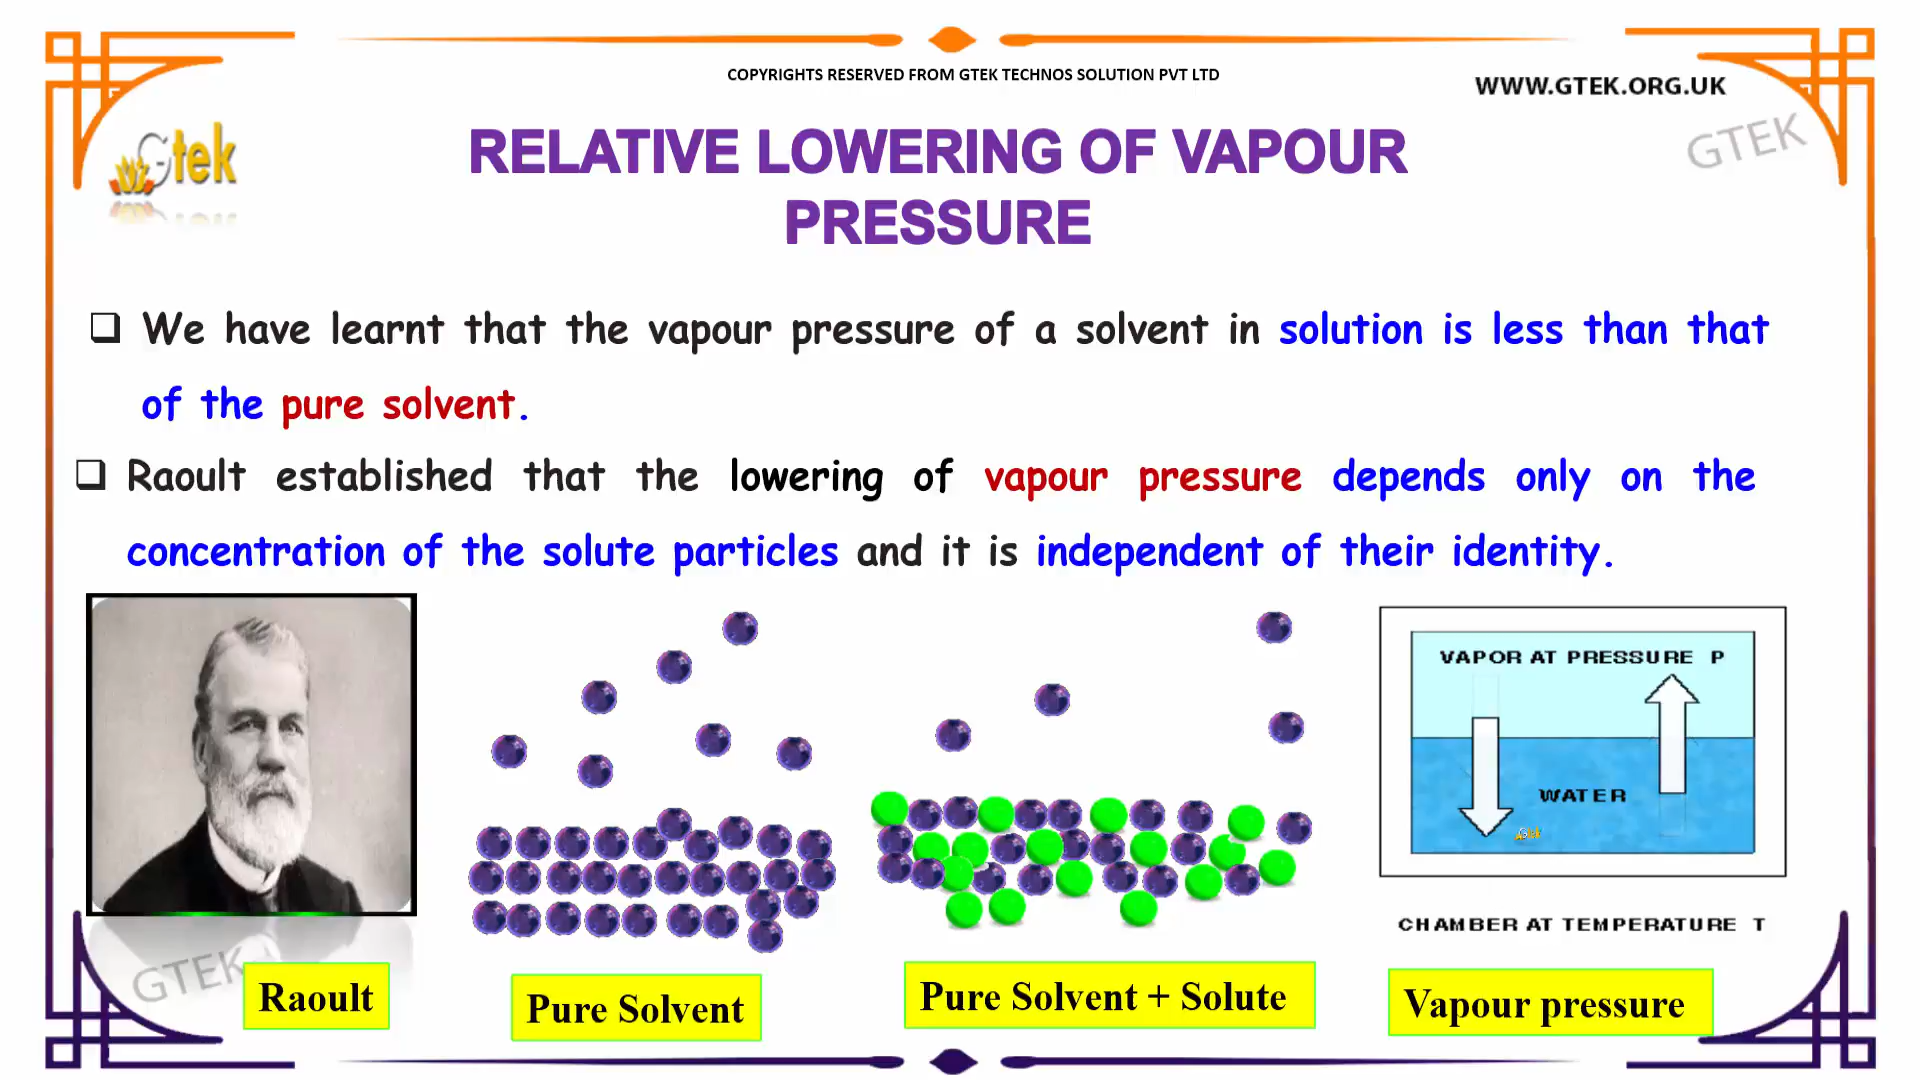 COPYRIGHTS RESERVED FROM GTEK TECHNOS SOLUTION PVT LTD
WWW.GTEK.ORG.UK
Gtek
GTEK
RELATIVE LOWERING OF VAPOUR
PRESSURE
❑ We have learnt that the vapour pressure of a solvent in solution is less than that
of the pure solvent.
❑ Raoult established that the lowering of vapour pressure depends only on the
concentration of the solute particles and it is independent of their identity.
VAPOR AT PRESSURE P
WATER
Gtek
CHAMBER AT TEMPERATURE T
GTEK
Raoult
Pure Solvent
Pure Solvent + Solute
Vapour pressure